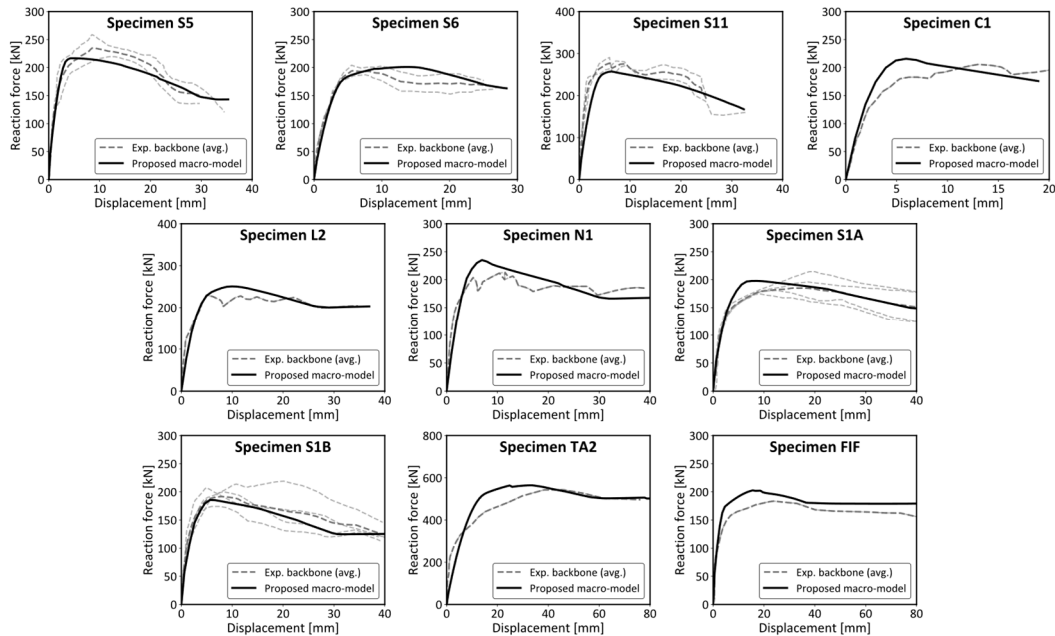 Specimen S5
Reaction force [kN]
300
250
200
150
100
50
0
Exp. backbone (avg.)
Proposed macro-model
0 10 20 30 40
Displacement [mm]
Specimen S6
Reaction force [kN]
300
250
200
150
100
50
0
Exp. backbone (avg.)
Proposed macro-model
0 10 20 30
Displacement [mm]
Specimen S11
Reaction force [kN]
400
300
200
100
0
Exp. backbone (avg.)
Proposed macro-model
0 10 20 30 40
Displacement [mm]
Specimen C1
Reaction force [kN]
250
200
150
100
50
0
Exp. backbone (avg.)
Proposed macro-model
0 5 10 15 20
Displacement [mm]
Specimen L2
Reaction force [kN]
400
300
200
100
0
Exp. backbone (avg.)
Proposed macro-model
0 10 20 30 40
Displacement [mm]
Specimen N1
Reaction force [kN]
300
250
200
150
100
50
0
Exp. backbone (avg.)
Proposed macro-model
0 10 20 30 40
Displacement [mm]
Specimen S1A
Reaction force [kN]
300
250
200
150
100
50
0
Exp. backbone (avg.)
Proposed macro-model
0 10 20 30 40
Displacement [mm]
Specimen S1B
Reaction force [kN]
300
250
200
150
100
50
0
Exp. backbone (avg.)
Proposed macro-model
0 10 20 30 40
Displacement [mm]
Specimen TA2
Reaction force [kN]
800
600
400
200
0
Exp. backbone (avg.)
Proposed macro-model
0 20 40 60 80
Displacement [mm]
Specimen FIF
Reaction force [kN]
300
250
200
150
100
50
0
Exp. backbone (avg.)
Proposed macro-model
0 20 40 60 80
Displacement [mm]